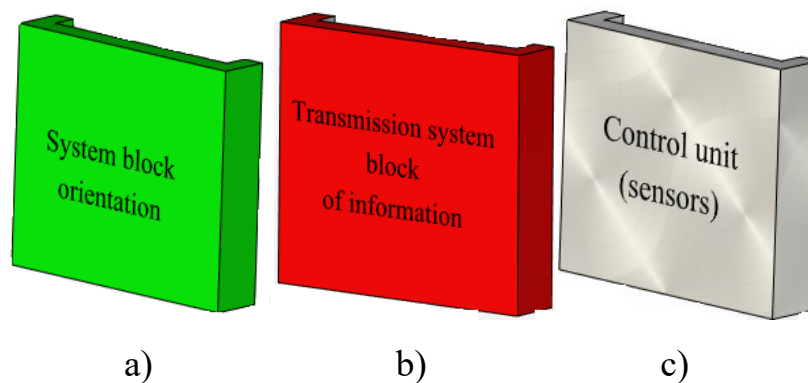 System block
orientation
Transmission system
block
of information
Control unit
(sensors)
a)
b)
c)